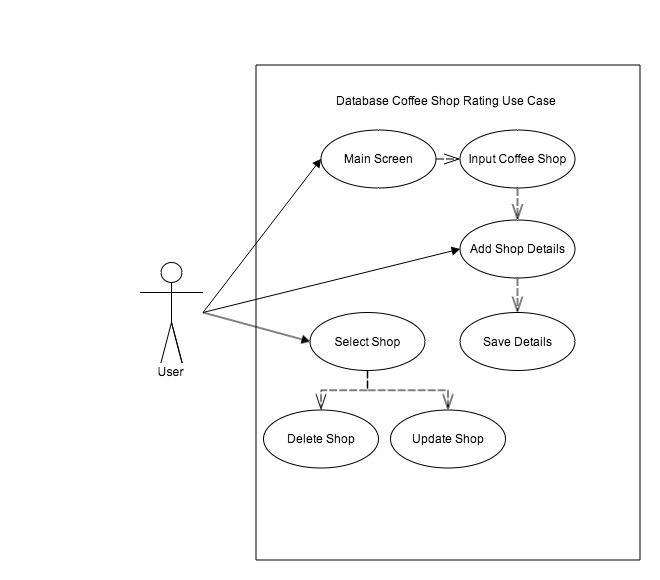 Database Coffee Shop Rating Use Case
Main Screen
Input Coffee Shop
Add Shop Details
Select Shop
Save Details
User
Delete Shop
Update Shop